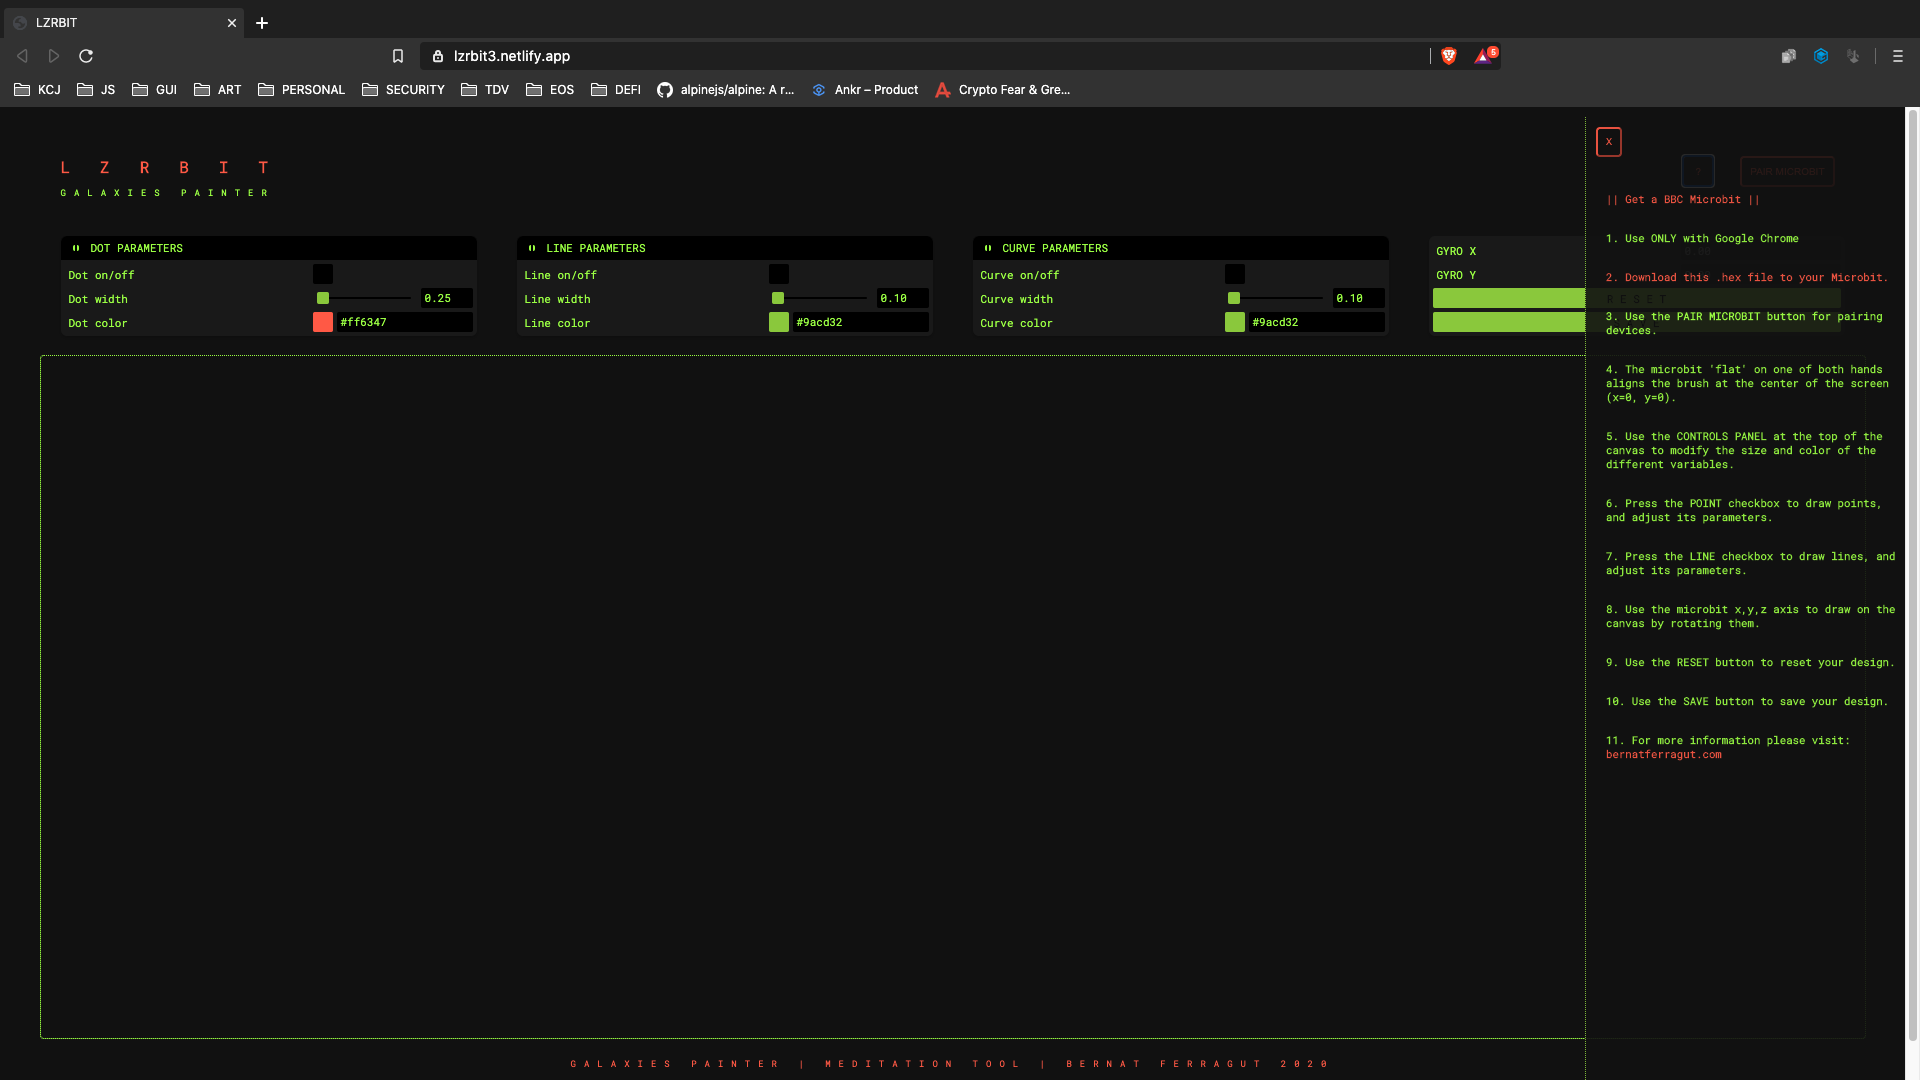 LZRBIT
lzrbit3.netlify.app
5
KCJ
JS
GUI
ART
PERSONAL
SECURITY
TDV
EOS
DEFI
alpinejs/alpine: A r...
Ankr – Product
Crypto Fear & Gre...
L Z R B I T
G A L A X I E S P A I N T E R
DOT PARAMETERS
Dot on/off
Dot width
0.25
Dot color
#ff6347
LINE PARAMETERS
Line on/off
Line width
0.10
Line color
#9acd32
CURVE PARAMETERS
Curve on/off
Curve width
0.10
Curve color
#9acd32
GYRO X
GYRO Y
RESET
X
?
PAIR MICROBIT
|| Get a BBC Microbit ||
1. Use ONLY with Google Chrome
2. Download this .hex file to your Microbit.
3. Use the PAIR MICROBIT button for pairing
devices.
4. The microbit 'flat' on one of both hands
aligns the brush at the center of the screen
(x=0, y=0).
5. Use the CONTROLS PANEL at the top of the
canvas to modify the size and color of the
different variables.
6. Press the POINT checkbox to draw points,
and adjust its parameters.
7. Press the LINE checkbox to draw lines, and
adjust its parameters.
8. Use the microbit x,y,z axis to draw on the
canvas by rotating them.
9. Use the RESET button to reset your design.
10. Use the SAVE button to save your design.
11. For more information please visit:
bernatferragut.com
G A L A X I E S P A I N T E R | M E D I T A T I O N T O O L | B E R N A T F E R R A G U T 2 0 2 0